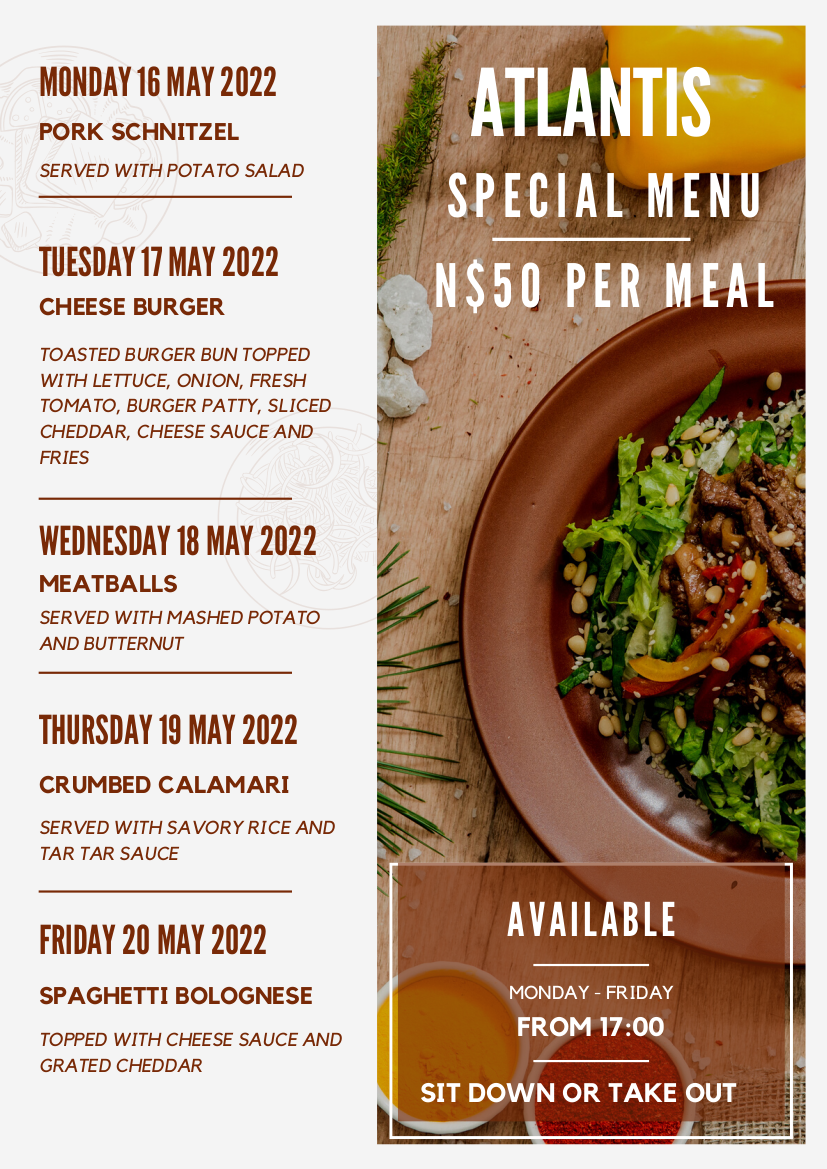 MONDAY 16 MAY 2022
PORK SCHNITZEL
SERVED WITH POTATO SALAD
TUESDAY 17 MAY 2022
CHEESE BURGER
TOASTED BURGER BUN TOPPED
WITH LETTUCE, ONION, FRESH
TOMATO, BURGER PATTY, SLICED
CHEDDAR, CHEESE SAUCE AND
FRIES
WEDNESDAY 18 MAY 2022
MEATBALLS
SERVED WITH MASHED POTATO
AND BUTTERNUT
THURSDAY 19 MAY 2022
CRUMBED CALAMARI
SERVED WITH SAVORY RICE AND
TAR TAR SAUCE
FRIDAY 20 MAY 2022
SPAGHETTI BOLOGNESE
TOPPED WITH CHEESE SAUCE AND
GRATED CHEDDAR
ATLANTIS
SPECIAL MENU
N$50 PER MEAL
AVAILABLE
MONDAY - FRIDAY
FROM 17:00
SIT DOWN OR TAKE OUT